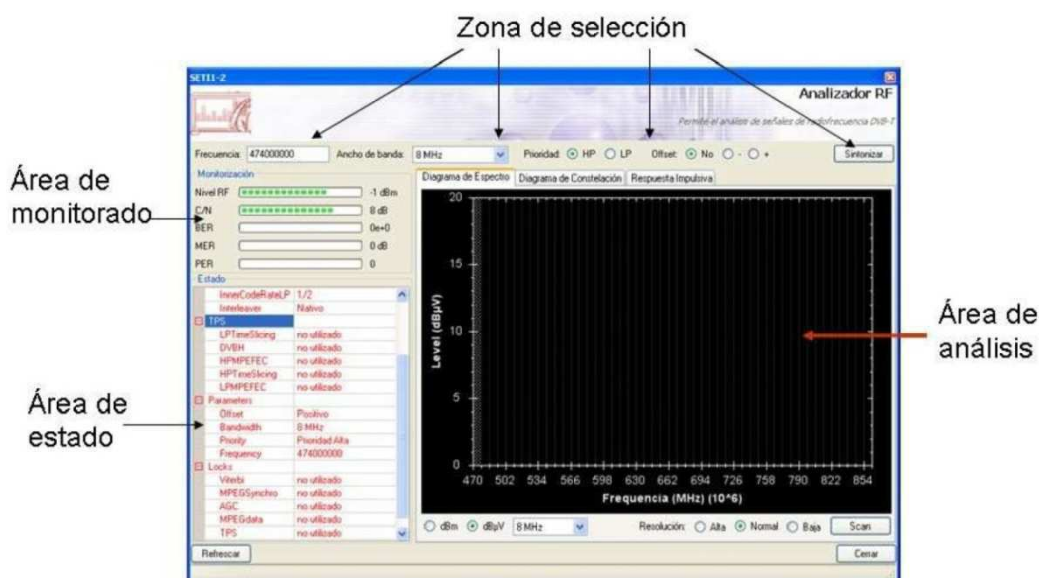 Zona de selección
SETI1-2
Analizador RF
Permite el análisis de señales de radiofrecuencia DVB-T
Frecuencia: 474000000 Ancho de banda: 8 MHz Prioridad: HP LP Offset: No - + Sintonizar
Área de monitorado
Monitorización
Nivel RF -1 dBm
C/N 8 dB
BER 0e+0
MER 0 dB
PER 0
Estado
InnerCodeRateLP 1/2
Interleaver Nativo
TPS
LPTimeSlicing no utilizado
DVBH no utilizado
HPMPEFEC no utilizado
HPTimeSlicing no utilizado
LPMPEFEC no utilizado
Parameters
Offset Positivo
Bandwidth 8 MHz
Priority Prioridad Alta
Frequency 474000000
Locks
Viterbi no utilizado
MPEGSynchro no utilizado
AGC no utilizado
MPEGdata no utilizado
TPS no utilizado
Área de estado
Diagrama de Espectro Diagrama de Constelación Respuesta Impulsiva
Level (dBµV)
20
15
10
5
0
470 502 534 566 598 630 662 694 726 758 790 822 854
Frequencia (MHz) (10^6)
Área de análisis
dBm dBµV 8 MHz Resolución: Alta Normal Baja Scan
Refrescar Cerrar